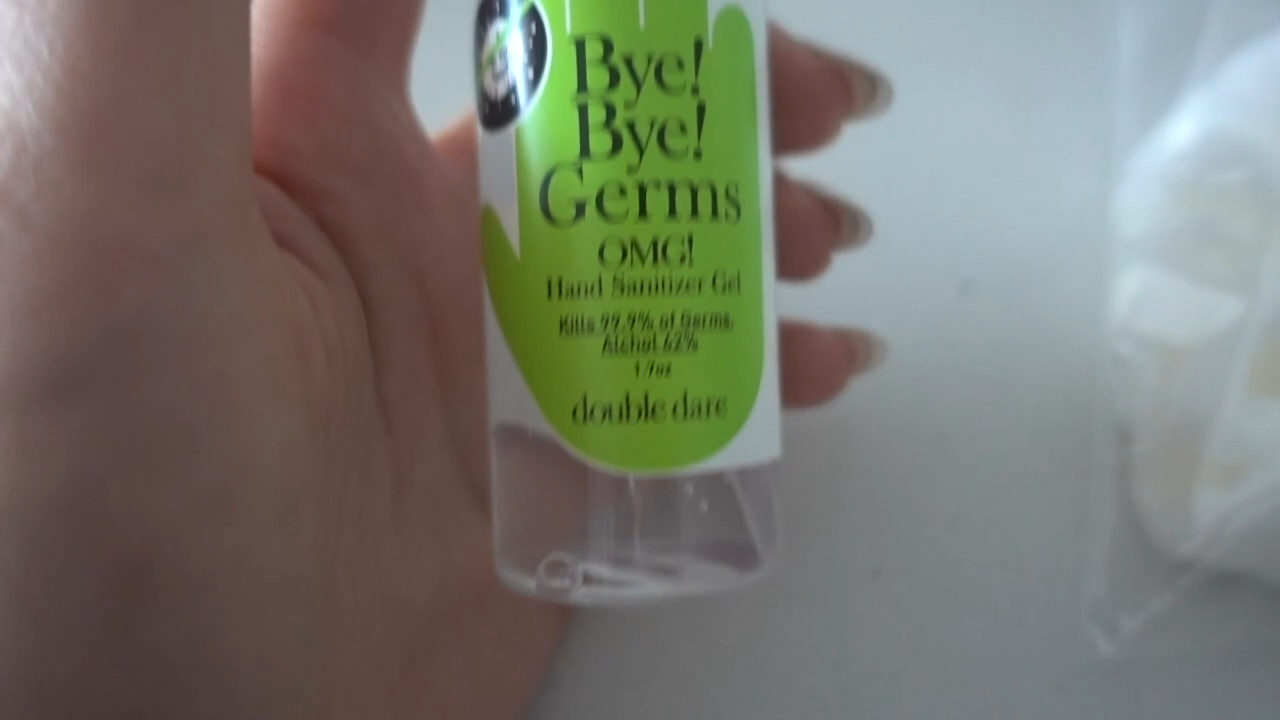 Bye!
Bye!
Germs
OMG!
Hand Sanitizer Gel
Kills 99.9% of Germs.
Alchol 62%
1.7oz
double dare